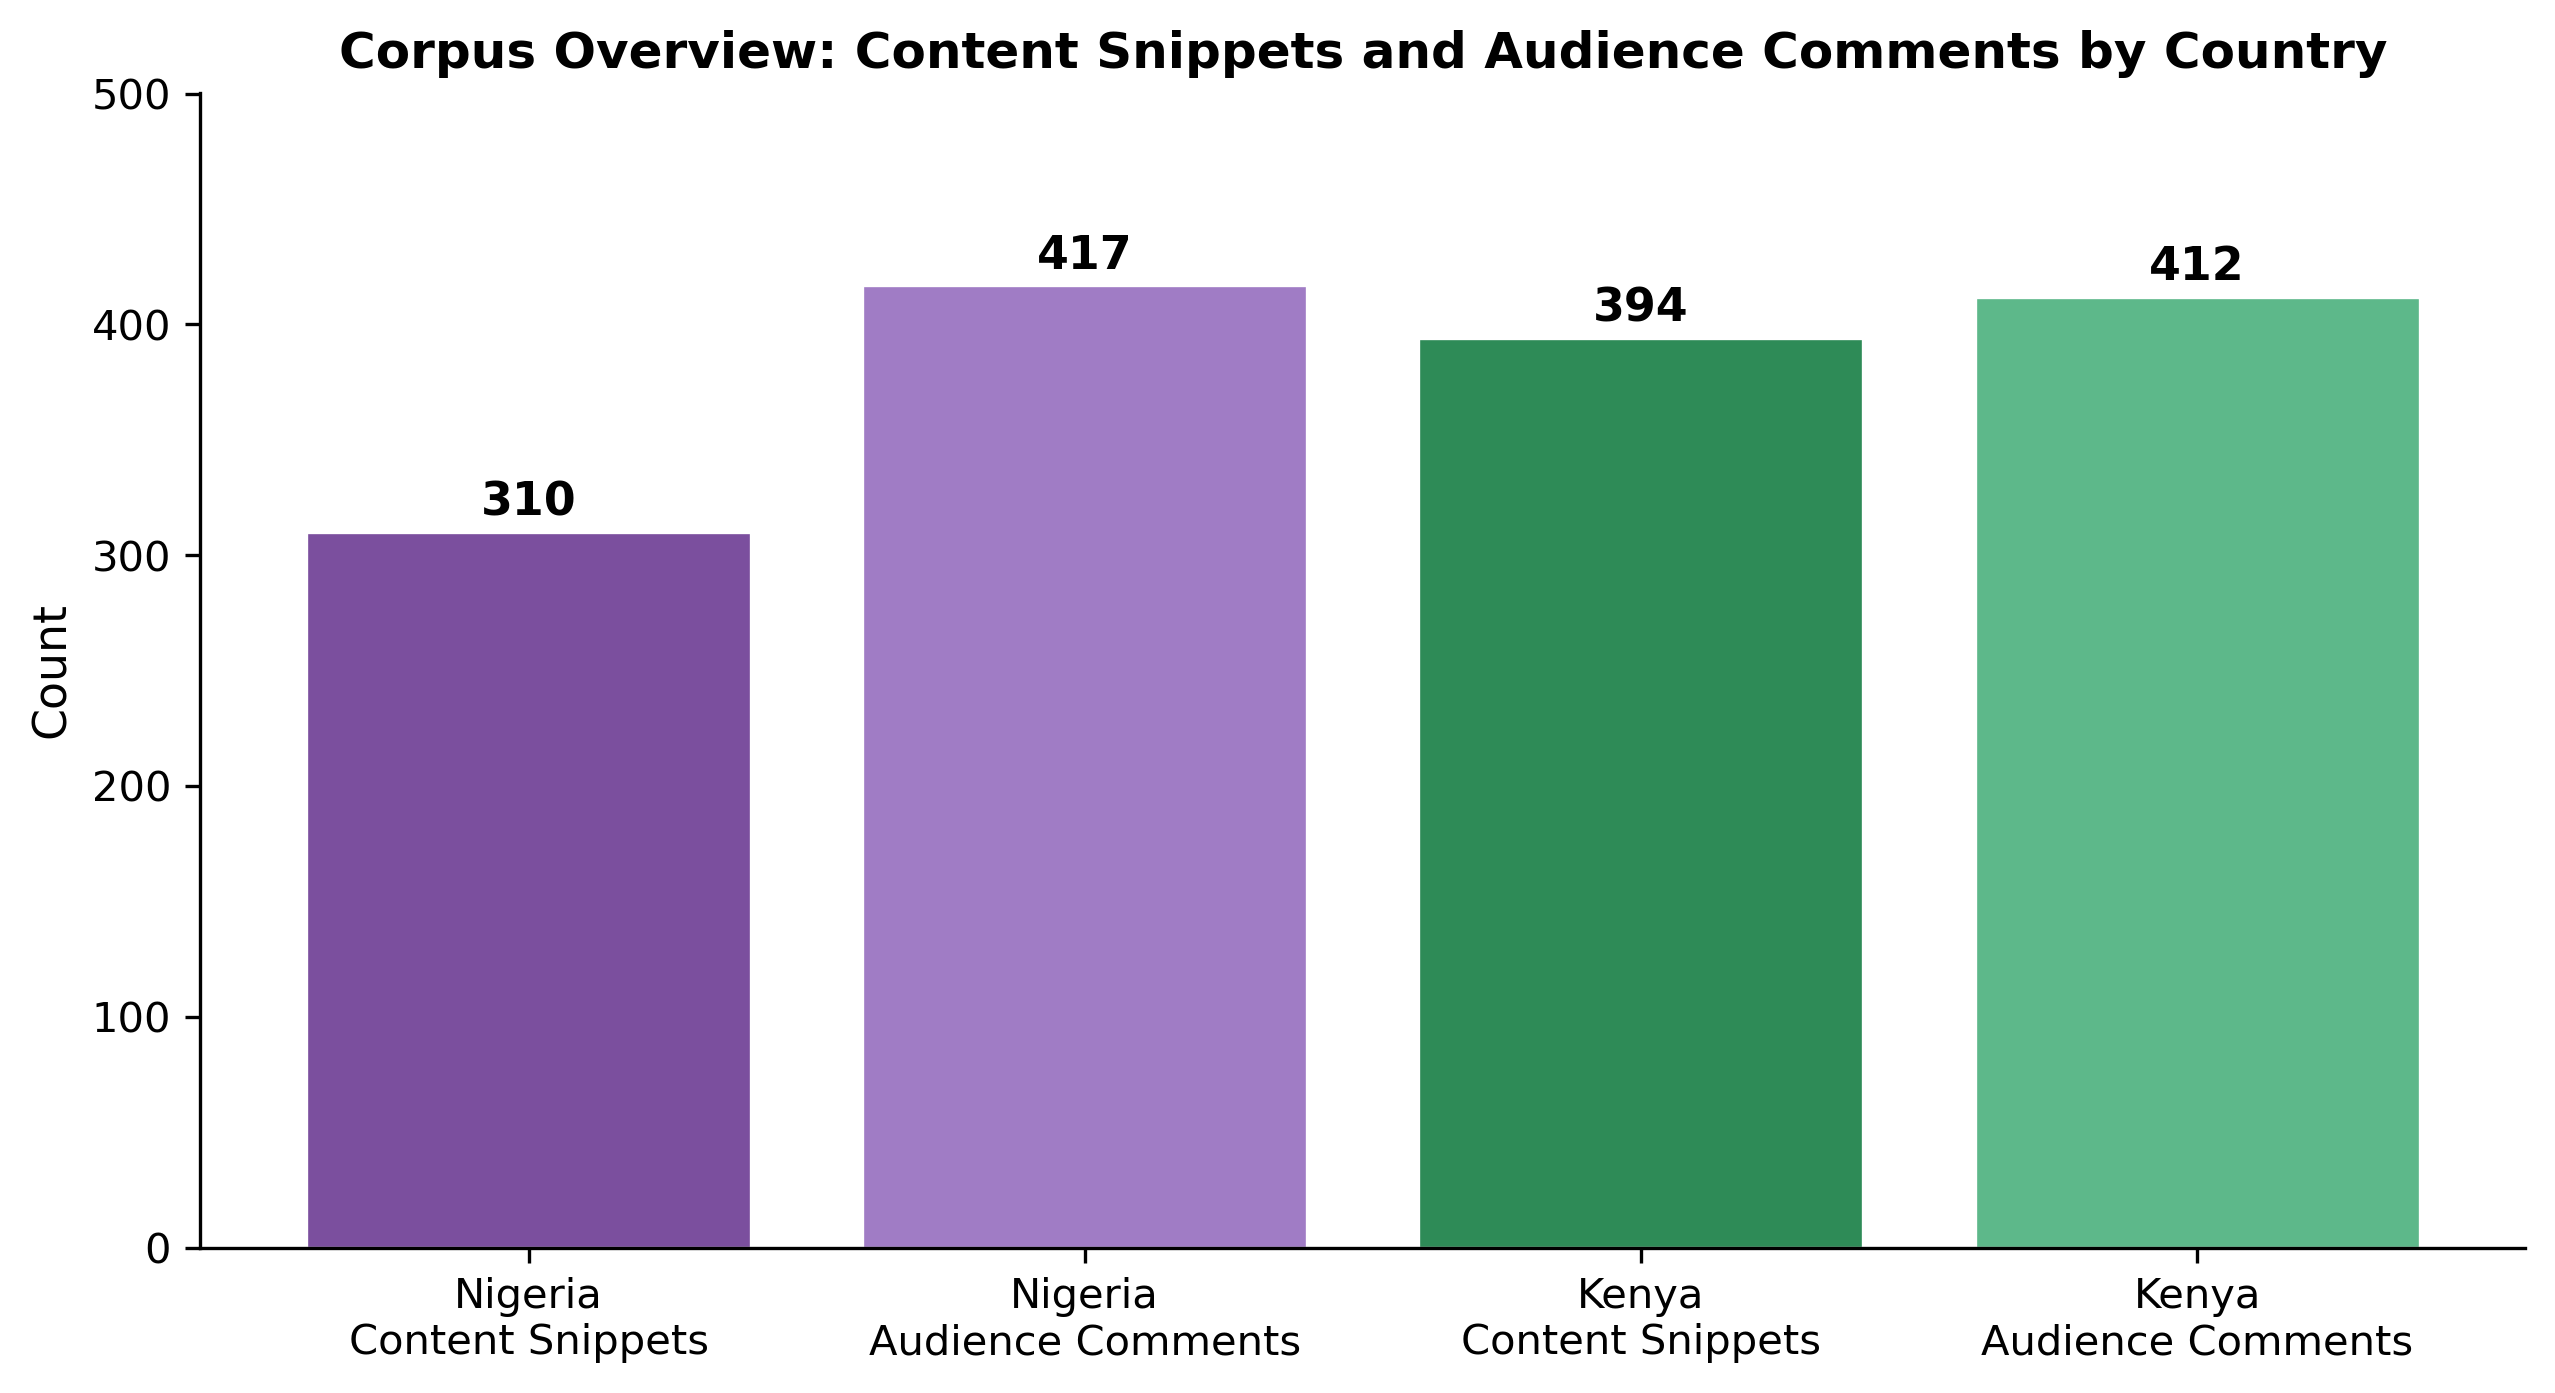 Corpus Overview: Content Snippets and Audience Comments by Country
500
400
300
200
100
0
Count
310
417
394
412
Nigeria
Content Snippets
Nigeria
Audience Comments
Kenya
Content Snippets
Kenya
Audience Comments